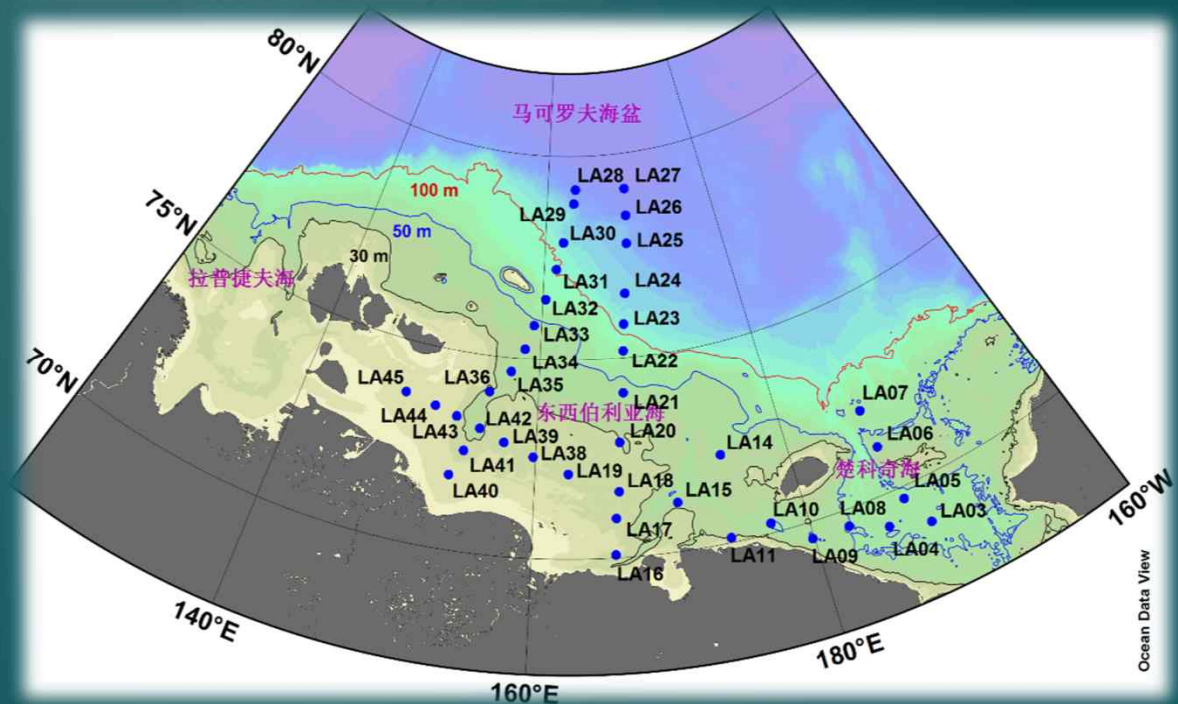 80°N
马可罗夫海盆
LA28 LA27
100 m
LA29
LA26
75°N
50 m
LA30
LA25
30 m
拉普捷夫海
LA31
LA24
LA32
LA23
LA33
70°N
LA34
LA22
LA45
LA36
LA35
LA07
LA21
LA44
东西伯利亚海
LA43
LA42
LA20
LA06
LA39
LA14
LA38
LA41
楚科奇海
LA19
LA18
LA05
LA40
LA15
160°W
LA10
LA08
LA03
LA17
LA11
LA09
LA04
LA16
140°E
180°E
160°E
Ocean Data View